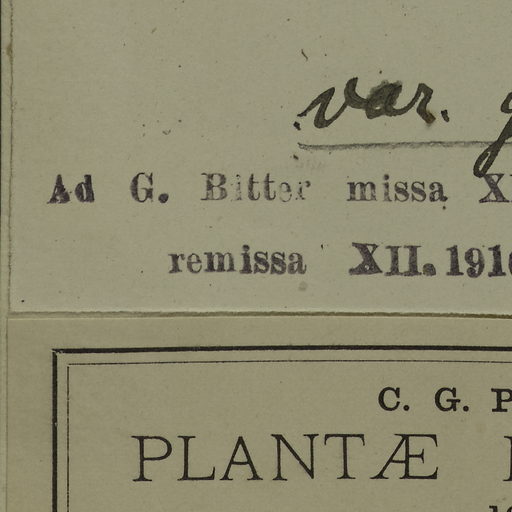 var.
Ad G. Bitter missa
remissa XII. 191
C. G. P
PLANTÆ